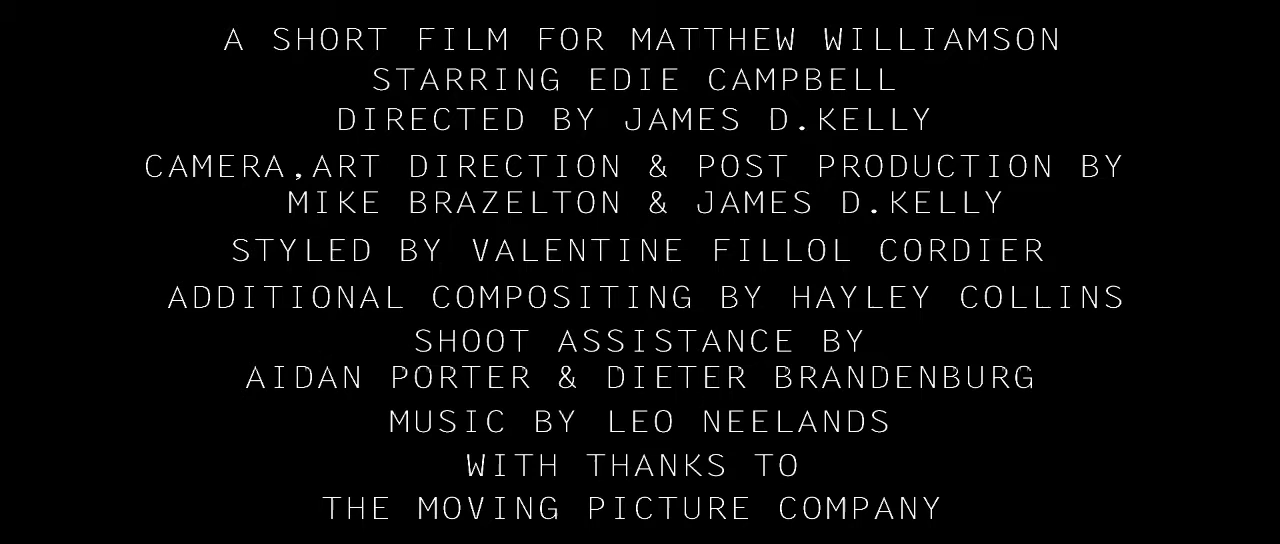 A SHORT FILM FOR MATTHEW WILLIAMSON
STARRING EDIE CAMPBELL
DIRECTED BY JAMES D.KELLY
CAMERA,ART DIRECTION & POST PRODUCTION BY
MIKE BRAZELTON & JAMES D.KELLY
STYLED BY VALENTINE FILLOL CORDIER
ADDITIONAL COMPOSITING BY HAYLEY COLLINS
SHOOT ASSISTANCE BY
AIDAN PORTER & DIETER BRANDENBURG
MUSIC BY LEO NEELANDS
WITH THANKS TO
THE MOVING PICTURE COMPANY